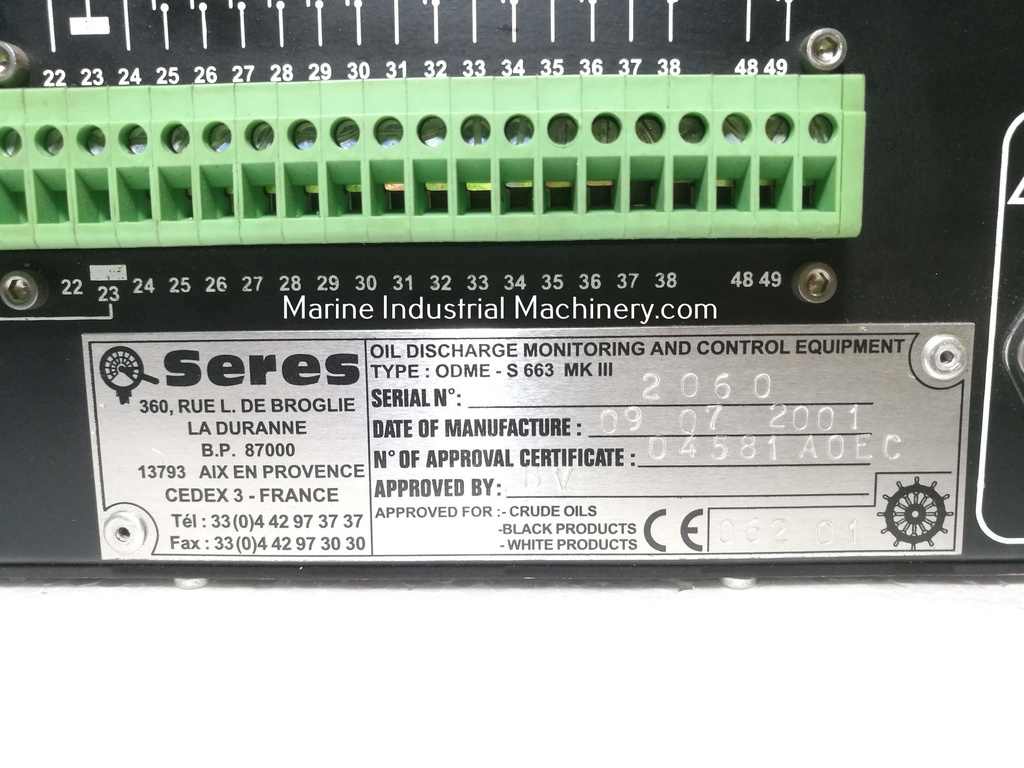 22 23 24 25 26 27 28 29 30 31 32 33 34 35 36 37 38 48 49
22 23 24 25 26 27 28 29 30 31 32 33 34 35 36 37 38 48 49
Marine Industrial Machinery.com
Seres
360, RUE L. DE BROGLIE
LA DURANNE
B.P. 87000
13793 AIX EN PROVENCE
CEDEX 3 - FRANCE
Tél : 33(0)4 42 97 37 37
Fax : 33(0)4 42 97 30 30
OIL DISCHARGE MONITORING AND CONTROL EQUIPMENT
TYPE : ODME - S 663 MK III
SERIAL N°: 2060
DATE OF MANUFACTURE : 09 07 2001
N° OF APPROVAL CERTIFICATE : 04581 A0EC
APPROVED BY: BV
APPROVED FOR :- CRUDE OILS
-BLACK PRODUCTS
- WHITE PRODUCTS
CE 062 01